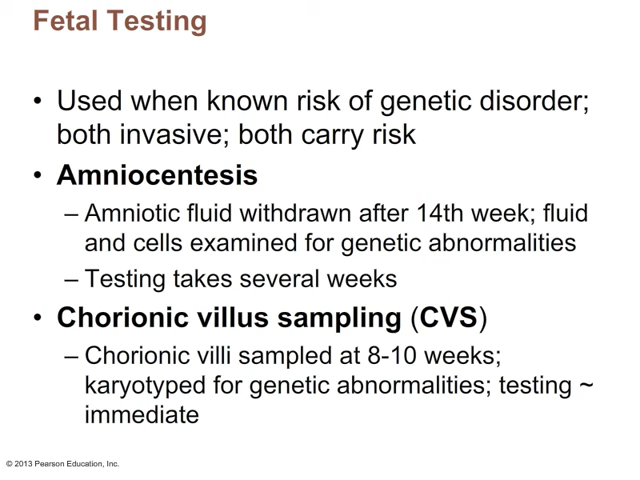 Fetal Testing
• Used when known risk of genetic disorder;
both invasive; both carry risk
• Amniocentesis
– Amniotic fluid withdrawn after 14th week; fluid
and cells examined for genetic abnormalities
– Testing takes several weeks
• Chorionic villus sampling (CVS)
– Chorionic villi sampled at 8-10 weeks;
karyotyped for genetic abnormalities; testing ~
immediate
© 2013 Pearson Education, Inc.